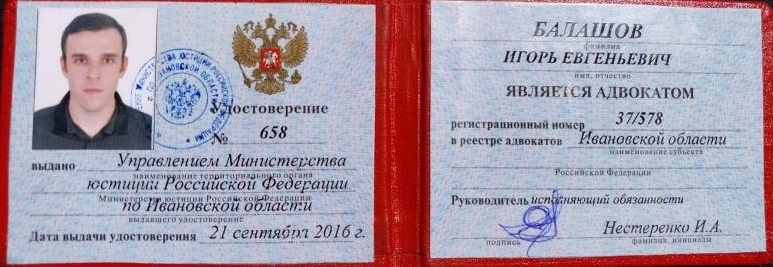 Удостоверение
№ 658
выдано Управлением Министерства
наименование территориального органа
юстиции Российской Федерации
Министерства юстиции Российской Федерации
по Ивановской области
выдавшего удостоверение
Дата выдачи удостоверения 21 сентября 2016 г.
БАЛАШОВ
фамилия
ИГОРЬ ЕВГЕНЬЕВИЧ
имя, отчество
ЯВЛЯЕТСЯ АДВОКАТОМ
регистрационный номер 37/578
в реестре адвокатов Ивановской области
наименование субъекта
Российской Федерации
Руководитель исполняющий обязанности
Нестеренко И.А.
подпись фамилия, инициалы